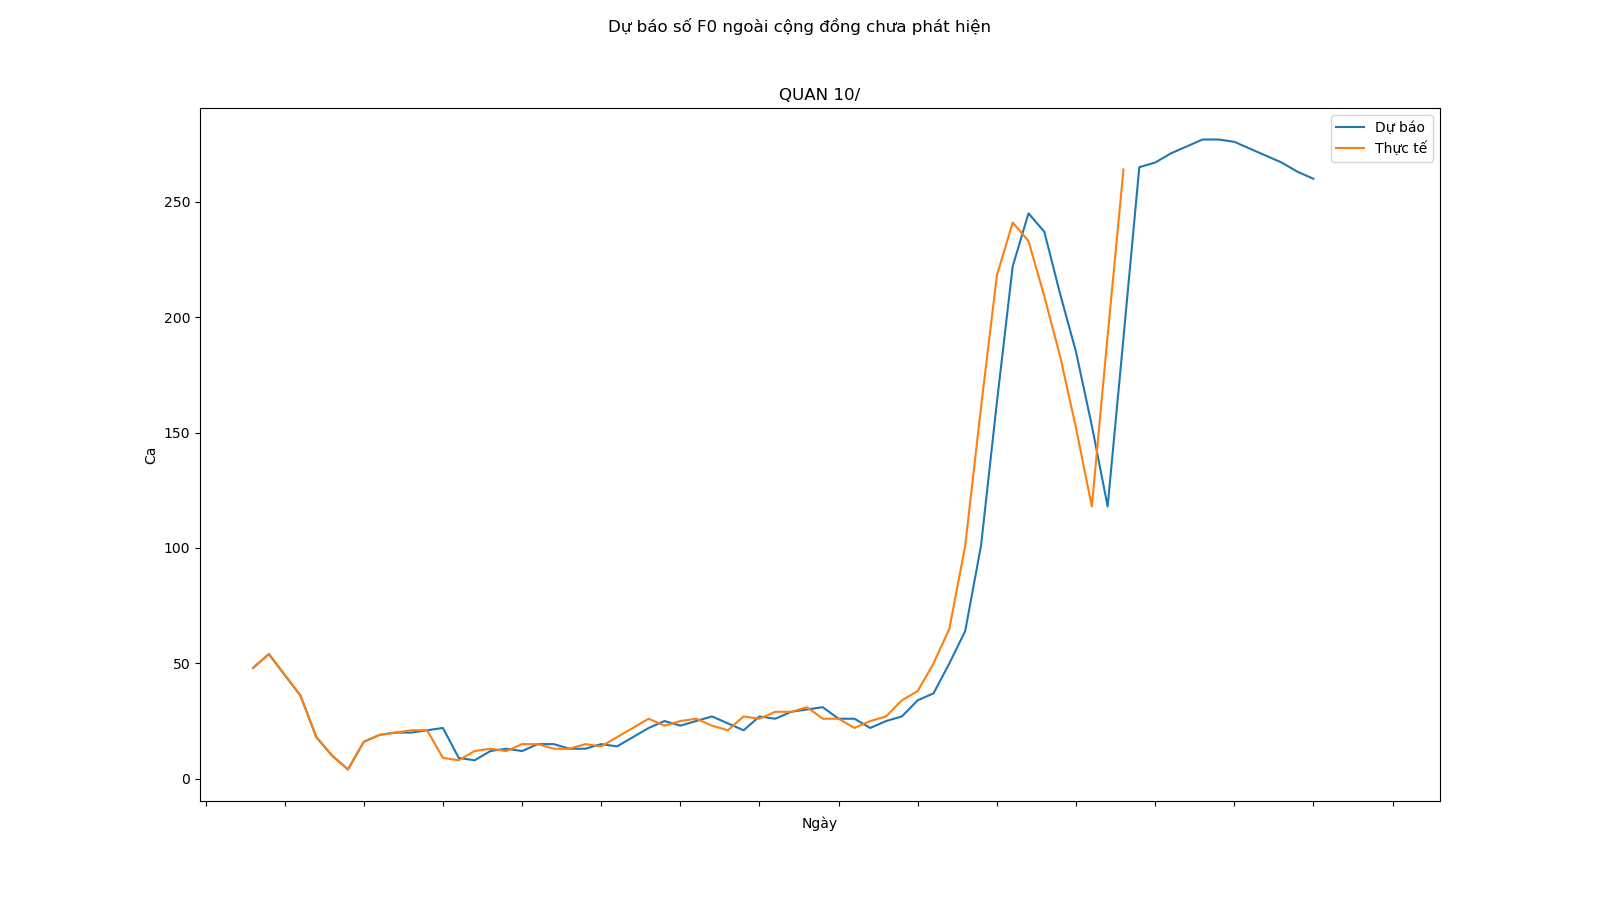 Dự báo số F0 ngoài cộng đồng chưa phát hiện
QUAN 10/
Dự báo
Thực tế
250
200
150
100
50
0
Ca
Ngày